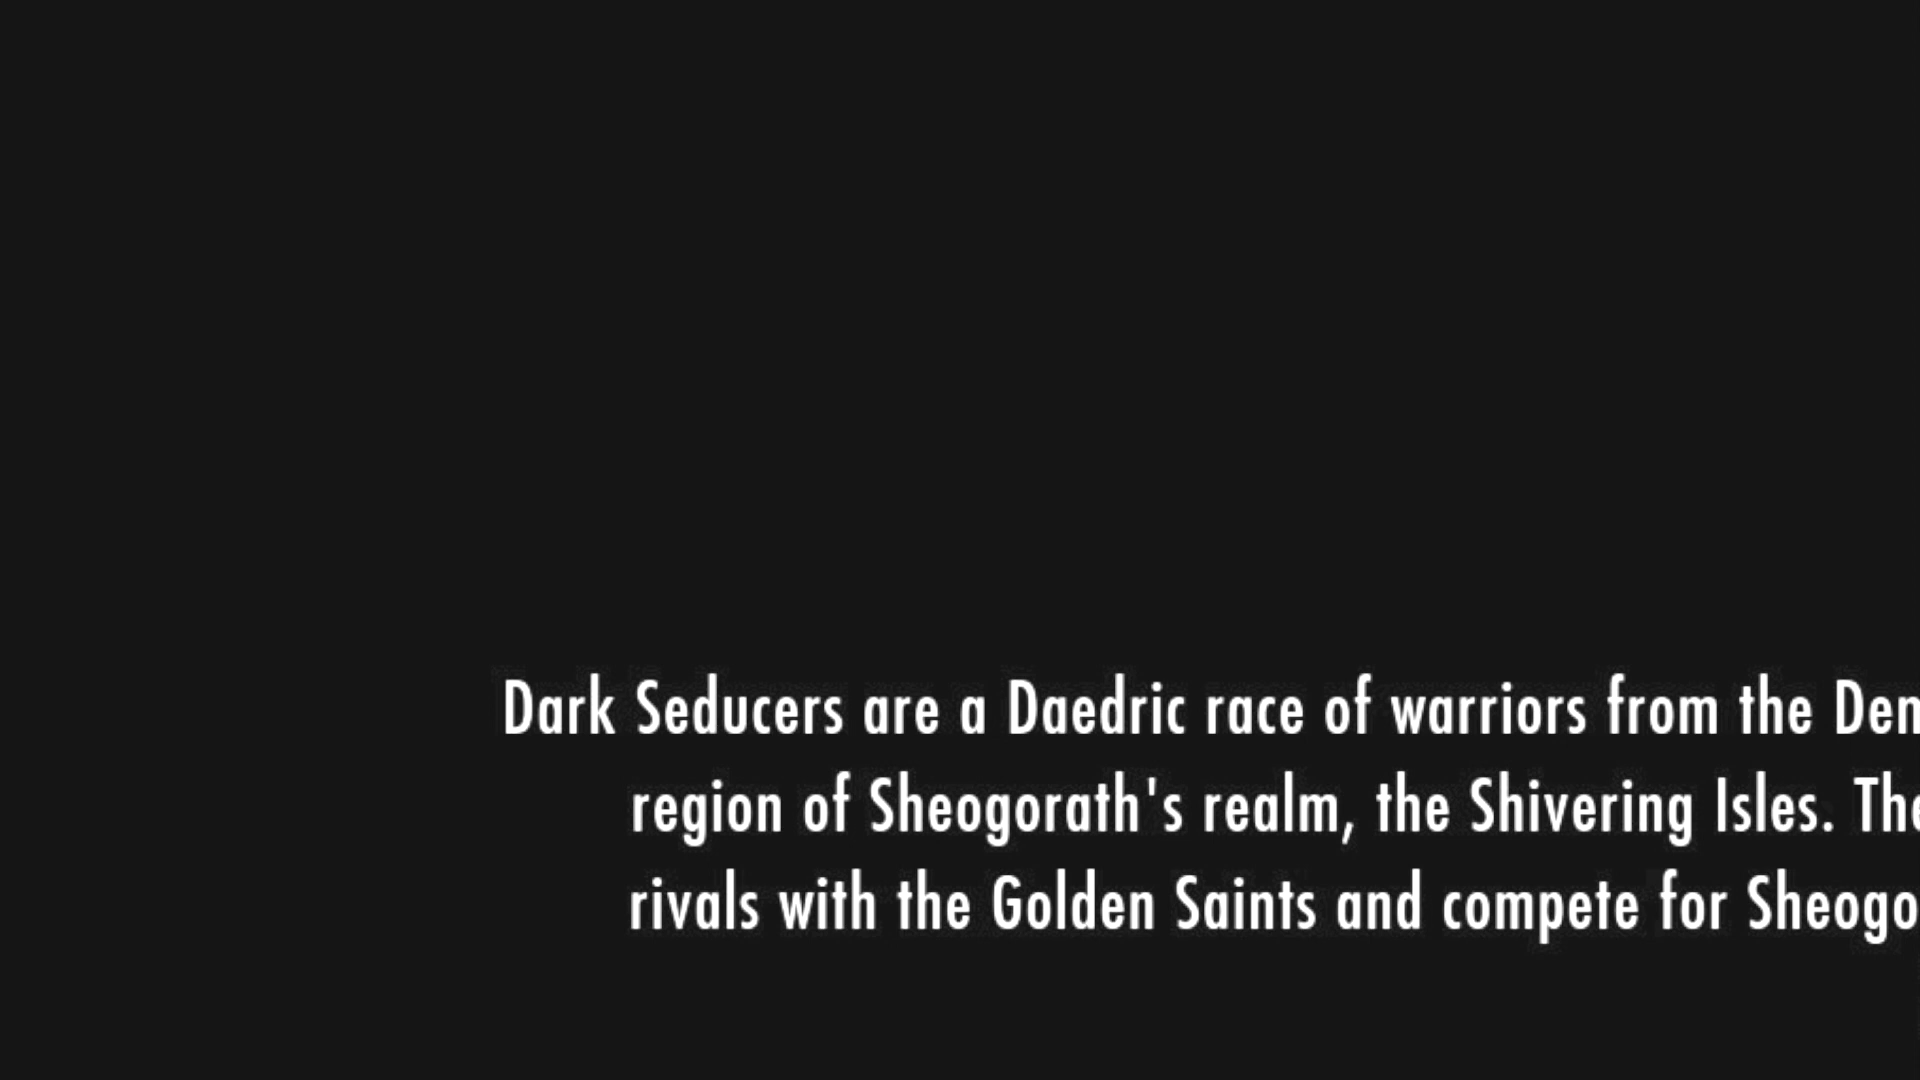 Dark Seducers are a Daedric race of warriors from the
region of Sheogorath's realm, the Shivering Isles.
rivals with the Golden Saints and compete for